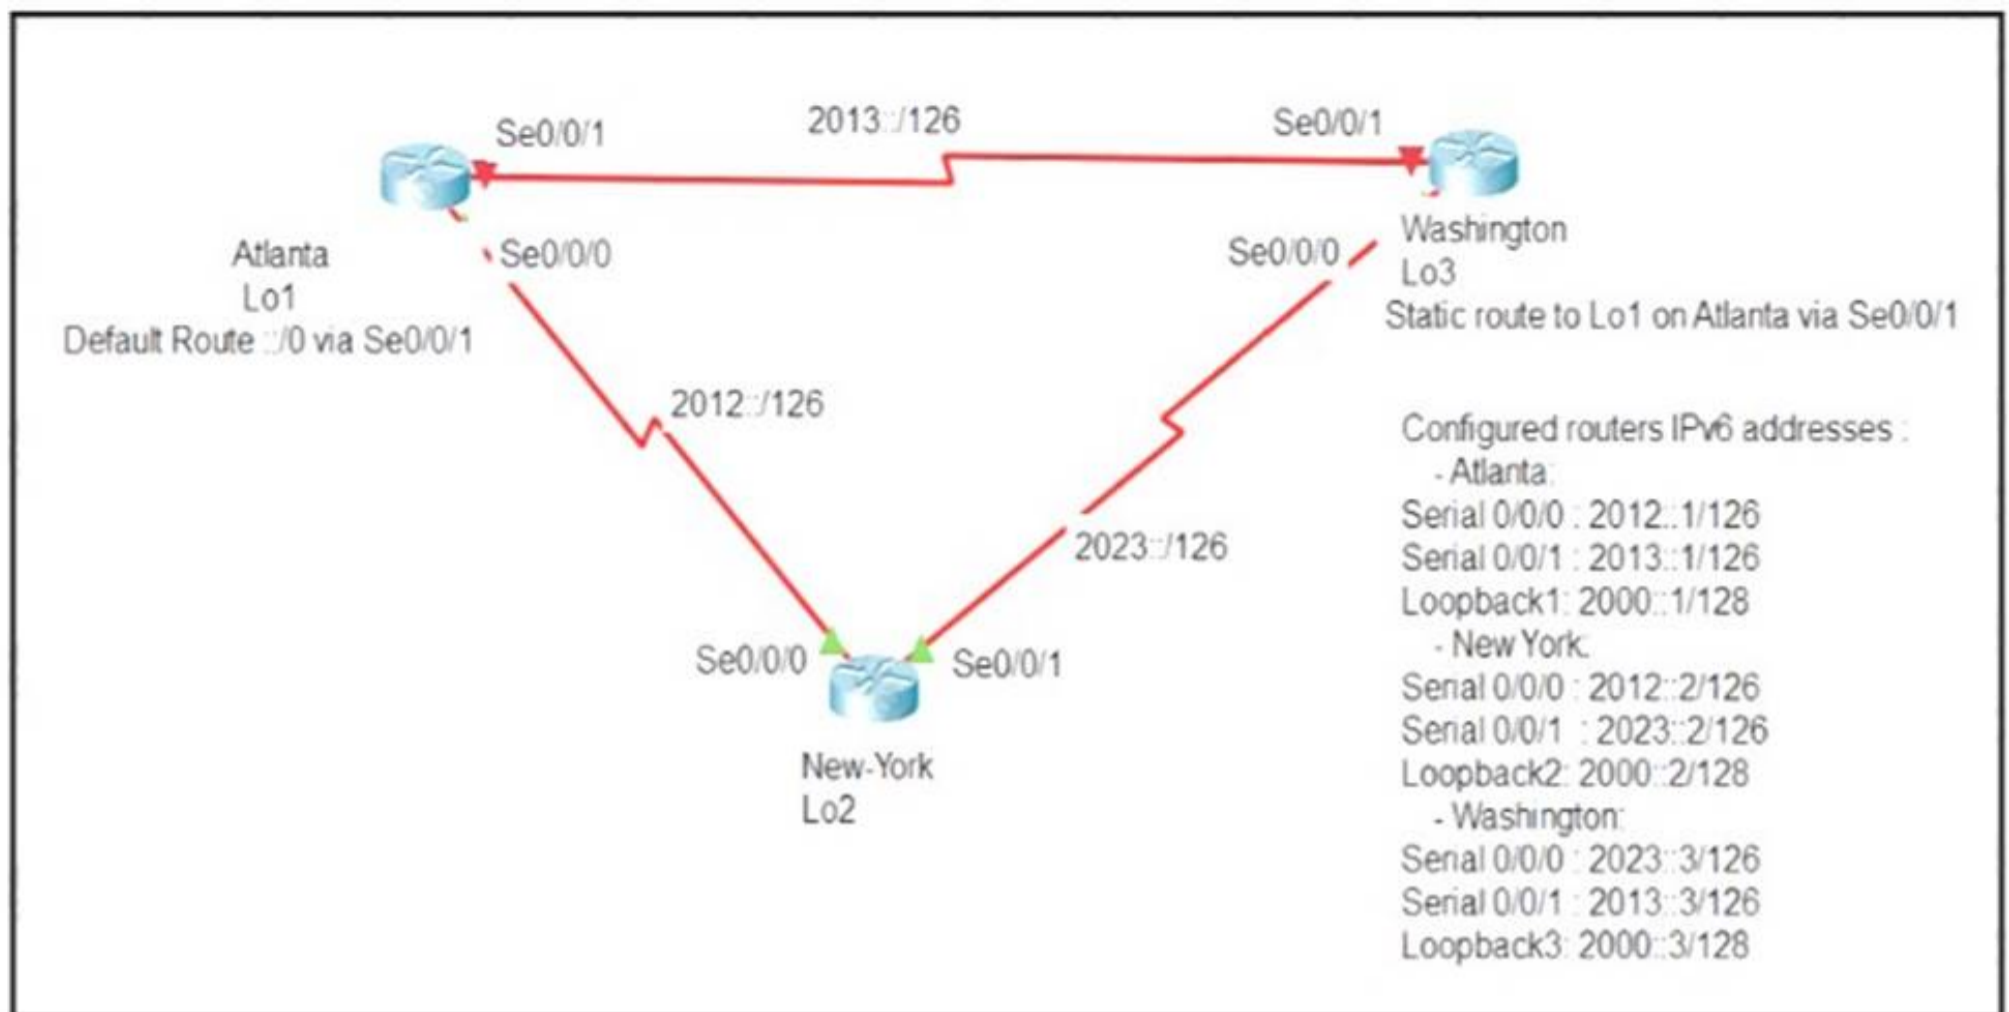 Se0/0/1
2013::/126
Se0/0/1
Atlanta
Lo1
Default Route ::/0 via Se0/0/1
Se0/0/0
Se0/0/0
Washington
Lo3
Static route to Lo1 on Atlanta via Se0/0/1
2012::/126
2023::/126
Se0/0/0
Se0/0/1
New-York
Lo2
Configured routers IPv6 addresses :
- Atlanta:
Serial 0/0/0 : 2012::1/126
Serial 0/0/1 : 2013::1/126
Loopback1: 2000::1/128
- New York:
Serial 0/0/0 : 2012::2/126
Serial 0/0/1 : 2023::2/126
Loopback2: 2000::2/128
- Washington:
Serial 0/0/0 : 2023::3/126
Serial 0/0/1 : 2013::3/126
Loopback3: 2000::3/128